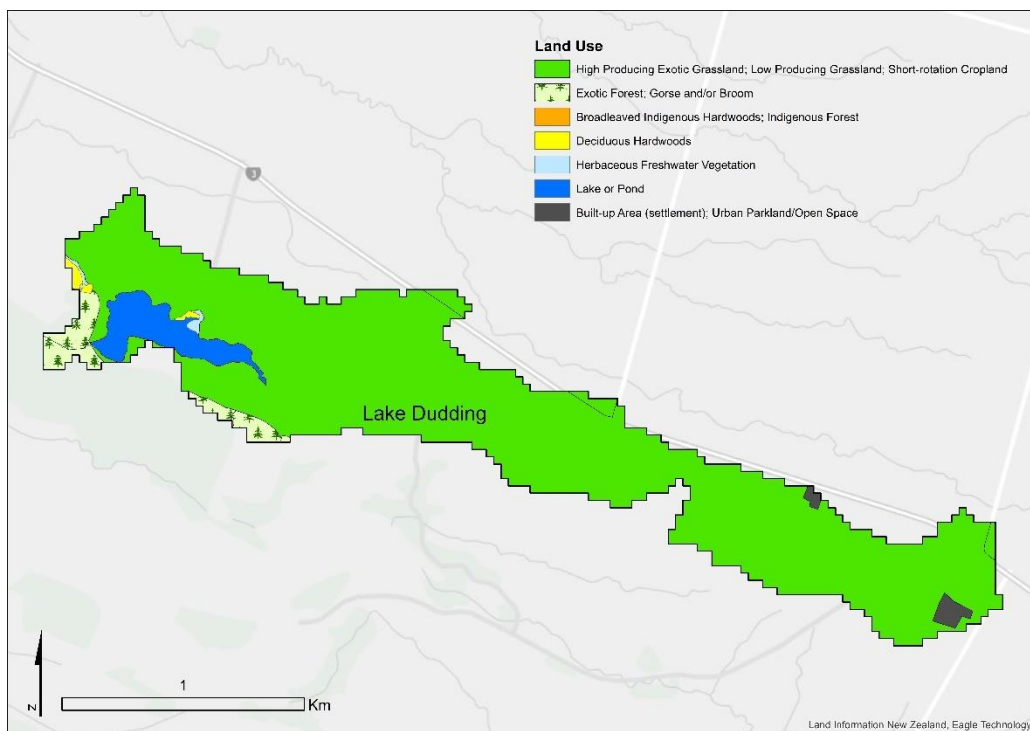 Land Use
High Producing Exotic Grassland; Low Producing Grassland; Short-rotation Cropland
Exotic Forest; Gorse and/or Broom
Broadleaved Indigenous Hardwoods; Indigenous Forest
Deciduous Hardwoods
Herbaceous Freshwater Vegetation
Lake or Pond
Built-up Area (settlement); Urban Parkland/Open Space
3
Lake Dudding
N
1
Km
Land Information New Zealand, Eagle Technology